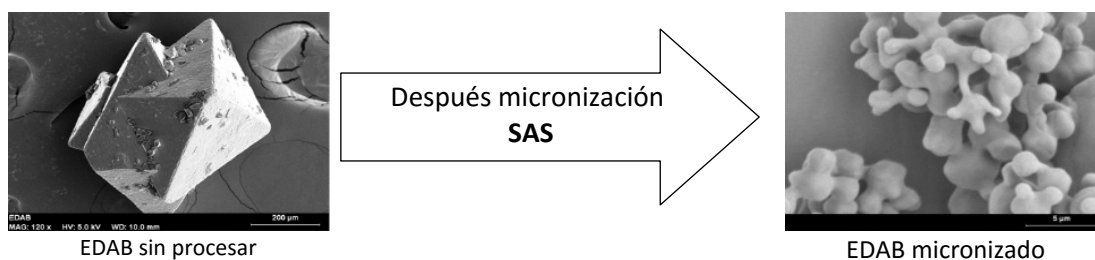 Después micronización
SAS
EDAB
200 µm
MAG: 120 x HV: 5.0 kV WD: 10.0 mm
5 µm
EDAB sin procesar
EDAB micronizado